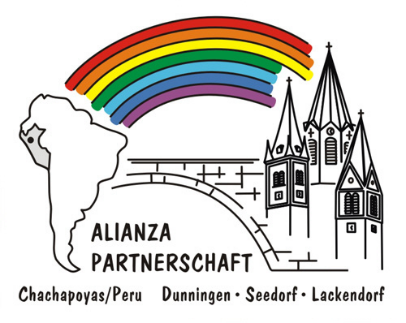 ALIANZA
PARTNERSCHAFT
Chachapoyas/Peru Dunningen • Seedorf • Lackendorf